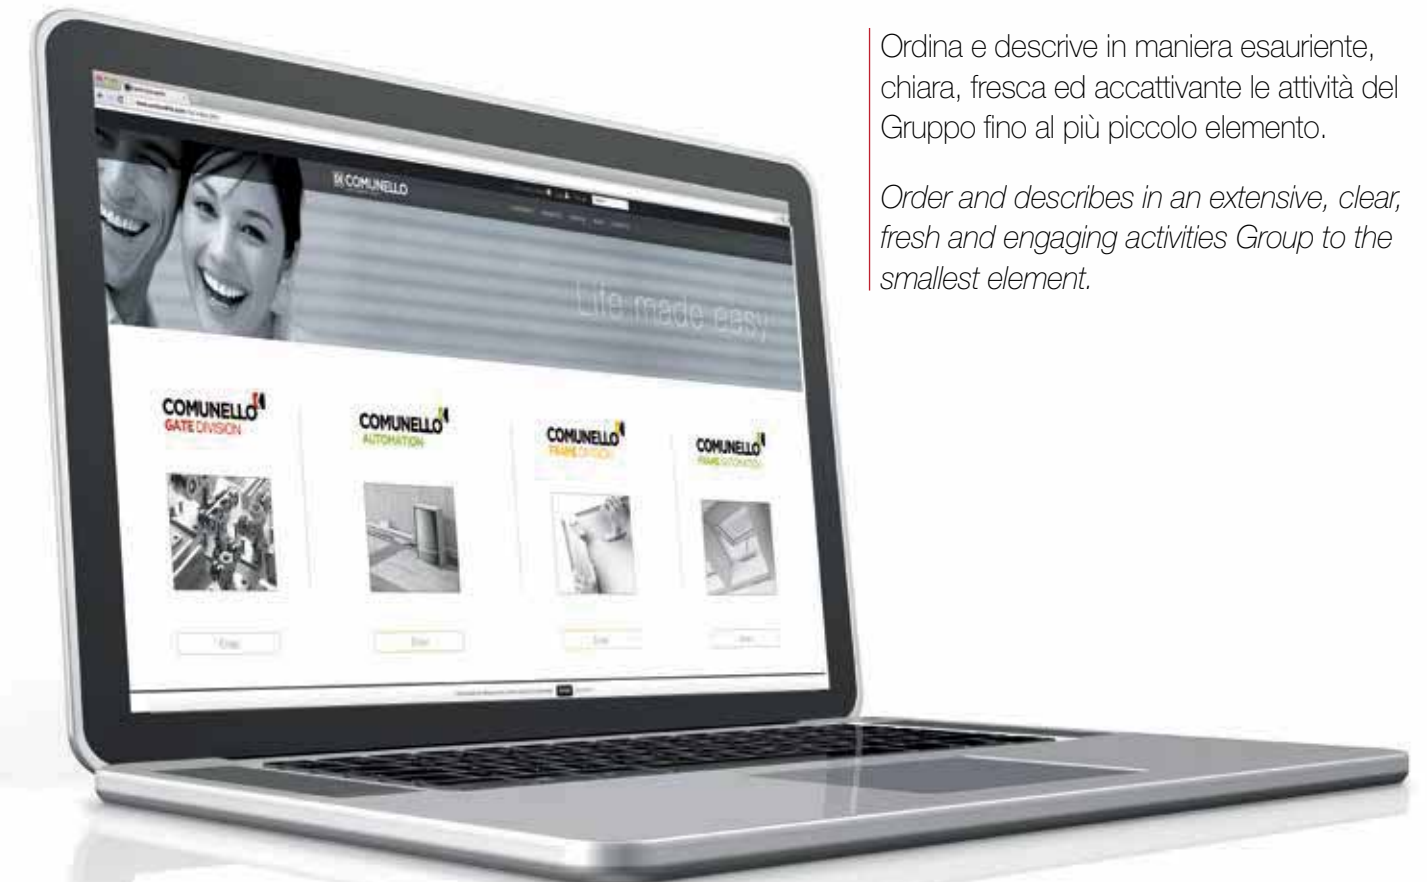 Ordina e descrive in maniera esauriente,
chiara, fresca ed accattivante le attività del
Gruppo fino al più piccolo elemento.
Order and describes in an extensive, clear,
fresh and engaging activities Group to the
smallest element.
COMUNELLO
Life made easy
COMUNELLO
GATE DIVISION
COMUNELLO
AUTOMATION
COMUNELLO
FRAME DIVISION
COMUNELLO
FRAME AUTOMATION